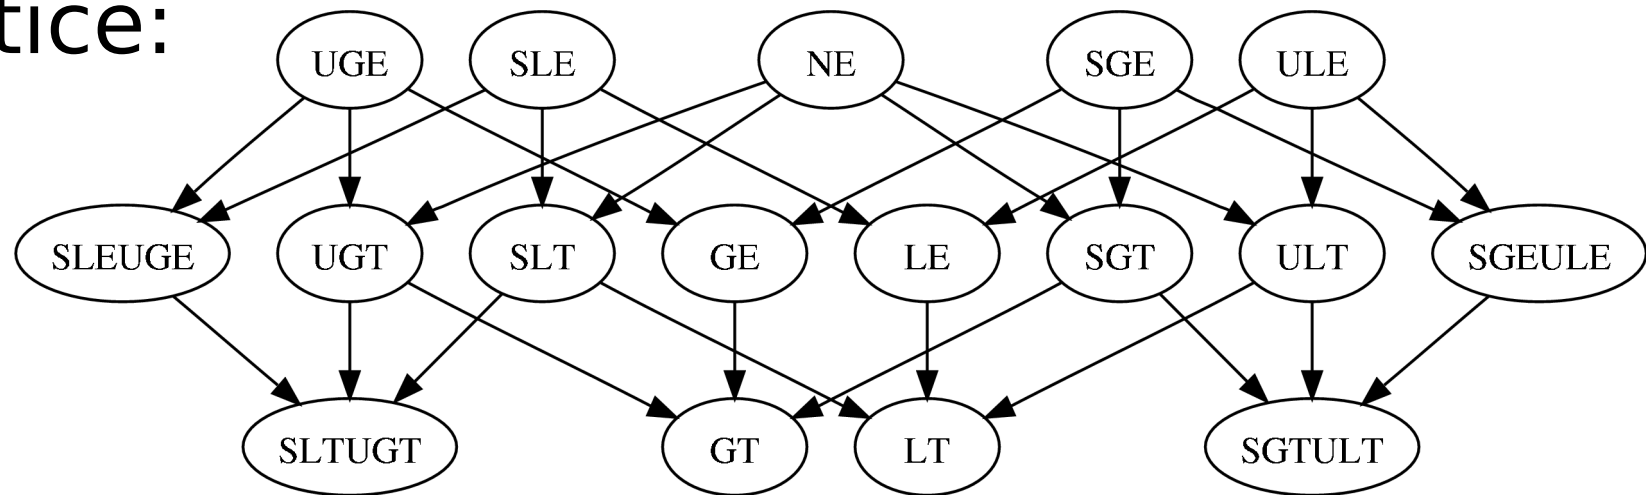 tice:
UGE SLE NE SGE ULE
SLEUGE UGT SLT GE LE SGT ULT SGEULE
SLTUGT GT LT SGTULT